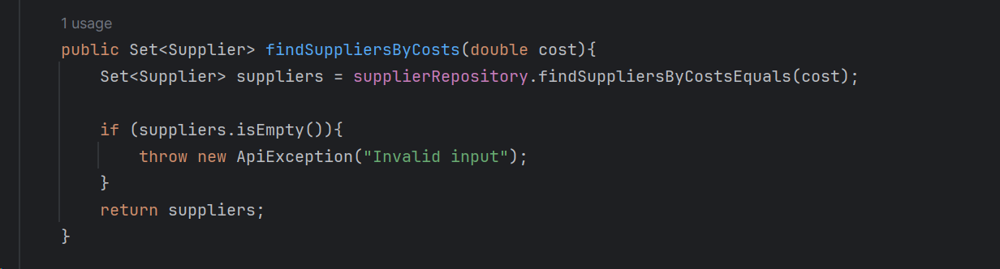 1 usage
public Set<Supplier> findSuppliersByCosts(double cost){
Set<Supplier> suppliers = supplierRepository.findSuppliersByCostsEquals(cost);
if (suppliers.isEmpty()){
throw new ApiException("Invalid input");
}
return suppliers;
}